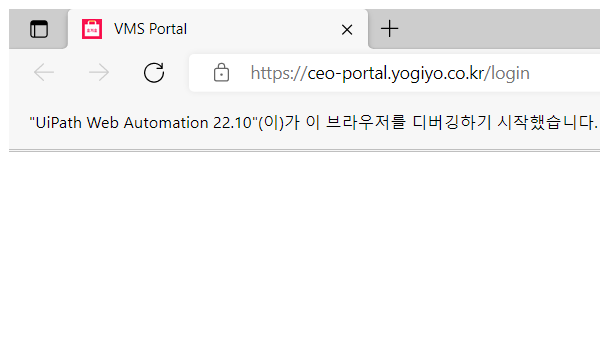 VMS Portal
https://ceo-portal.yogiyo.co.kr/login
"UiPath Web Automation 22.10"(이)가 이 브라우저를 디버깅하기 시작했습니다.